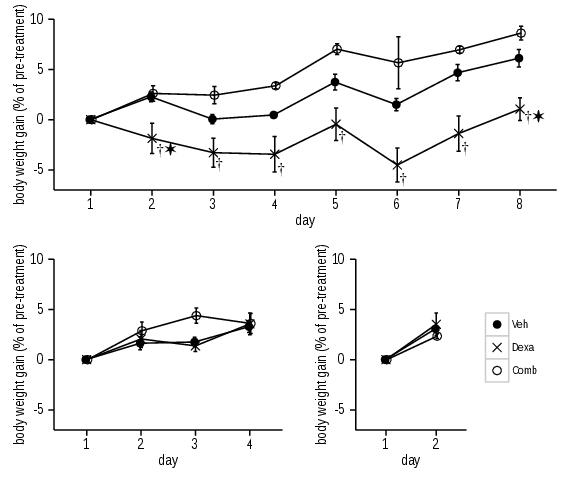 body weight gain (% of pre-treatment)
10
5
0
-5
†✶
†
†
†
†
†
†✶
1 2 3 4 5 6 7 8
day
body weight gain (% of pre-treatment)
10
5
0
-5
1 2 3 4
day
body weight gain (% of pre-treatment)
10
5
0
-5
1 2
day
Veh
Dexa
Comb